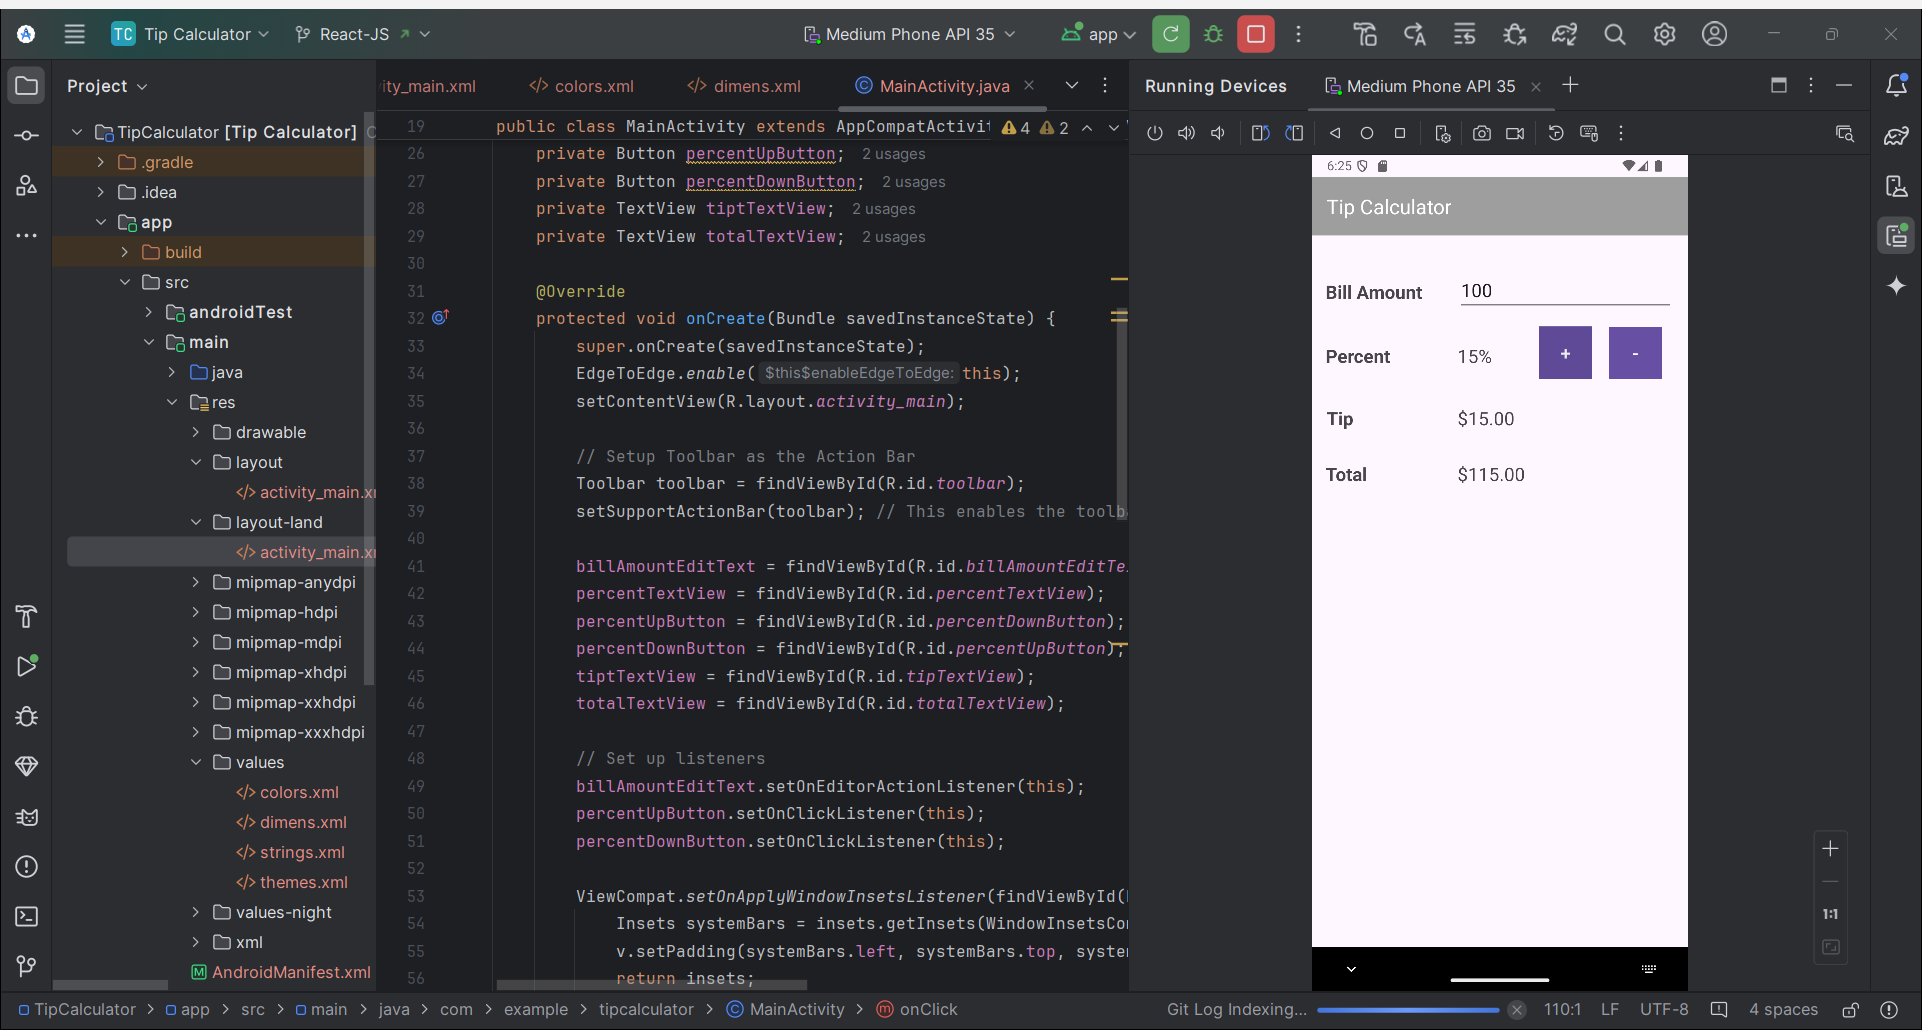 TC Tip Calculator React-JS Medium Phone API 35 app
Project
TipCalculator [Tip Calculator]
.gradle
.idea
app
build
src
androidTest
main
java
res
drawable
layout
activity_main.x
layout-land
activity_main.x
mipmap-anydpi
mipmap-hdpi
mipmap-mdpi
mipmap-xhdpi
mipmap-xxhdpi
mipmap-xxxhdpi
values
colors.xml
dimens.xml
strings.xml
themes.xml
values-night
xml
AndroidManifest.xml
ity_main.xml colors.xml dimens.xml MainActivity.java
19 public class MainActivity extends AppCompatActivit 4 2
26 private Button percentUpButton; 2 usages
27 private Button percentDownButton; 2 usages
28 private TextView tiptTextView; 2 usages
29 private TextView totalTextView; 2 usages
30
31 @Override
32 protected void onCreate(Bundle savedInstanceState) {
33 super.onCreate(savedInstanceState);
34 EdgeToEdge.enable( $this$enableEdgeToEdge: this);
35 setContentView(R.layout.activity_main);
36
37 // Setup Toolbar as the Action Bar
38 Toolbar toolbar = findViewById(R.id.toolbar);
39 setSupportActionBar(toolbar); // This enables the toolb
40
41 billAmountEditText = findViewById(R.id.billAmountEditTe
42 percentTextView = findViewById(R.id.percentTextView);
43 percentUpButton = findViewById(R.id.percentDownButton);
44 percentDownButton = findViewById(R.id.percentUpButton);
45 tiptTextView = findViewById(R.id.tipTextView);
46 totalTextView = findViewById(R.id.totalTextView);
47
48 // Set up listeners
49 billAmountEditText.setOnEditorActionListener(this);
50 percentUpButton.setOnClickListener(this);
51 percentDownButton.setOnClickListener(this);
52
53 ViewCompat.setOnApplyWindowInsetsListener(findViewById(
54 Insets systemBars = insets.getInsets(WindowInsetsCo
55 v.setPadding(systemBars.left, systemBars.top, syste
56 return insets;
Running Devices Medium Phone API 35
6:25
Tip Calculator
Bill Amount 100
Percent 15% + -
Tip $15.00
Total $115.00
1:1
TipCalculator > app > src > main > java > com > example > tipcalculator > MainActivity > onClick
Git Log Indexing... 110:1 LF UTF-8 4 spaces